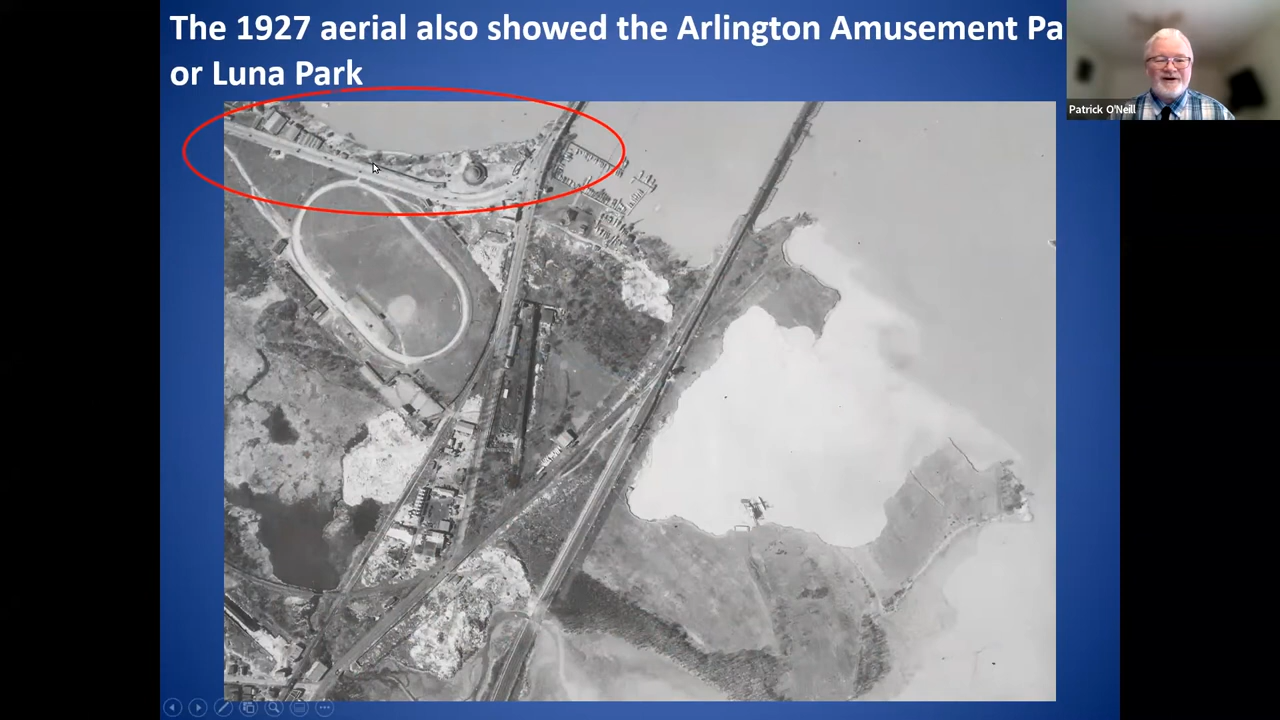 The 1927 aerial also showed the Arlington Amusement Pa
or Luna Park
Patrick O'Neill